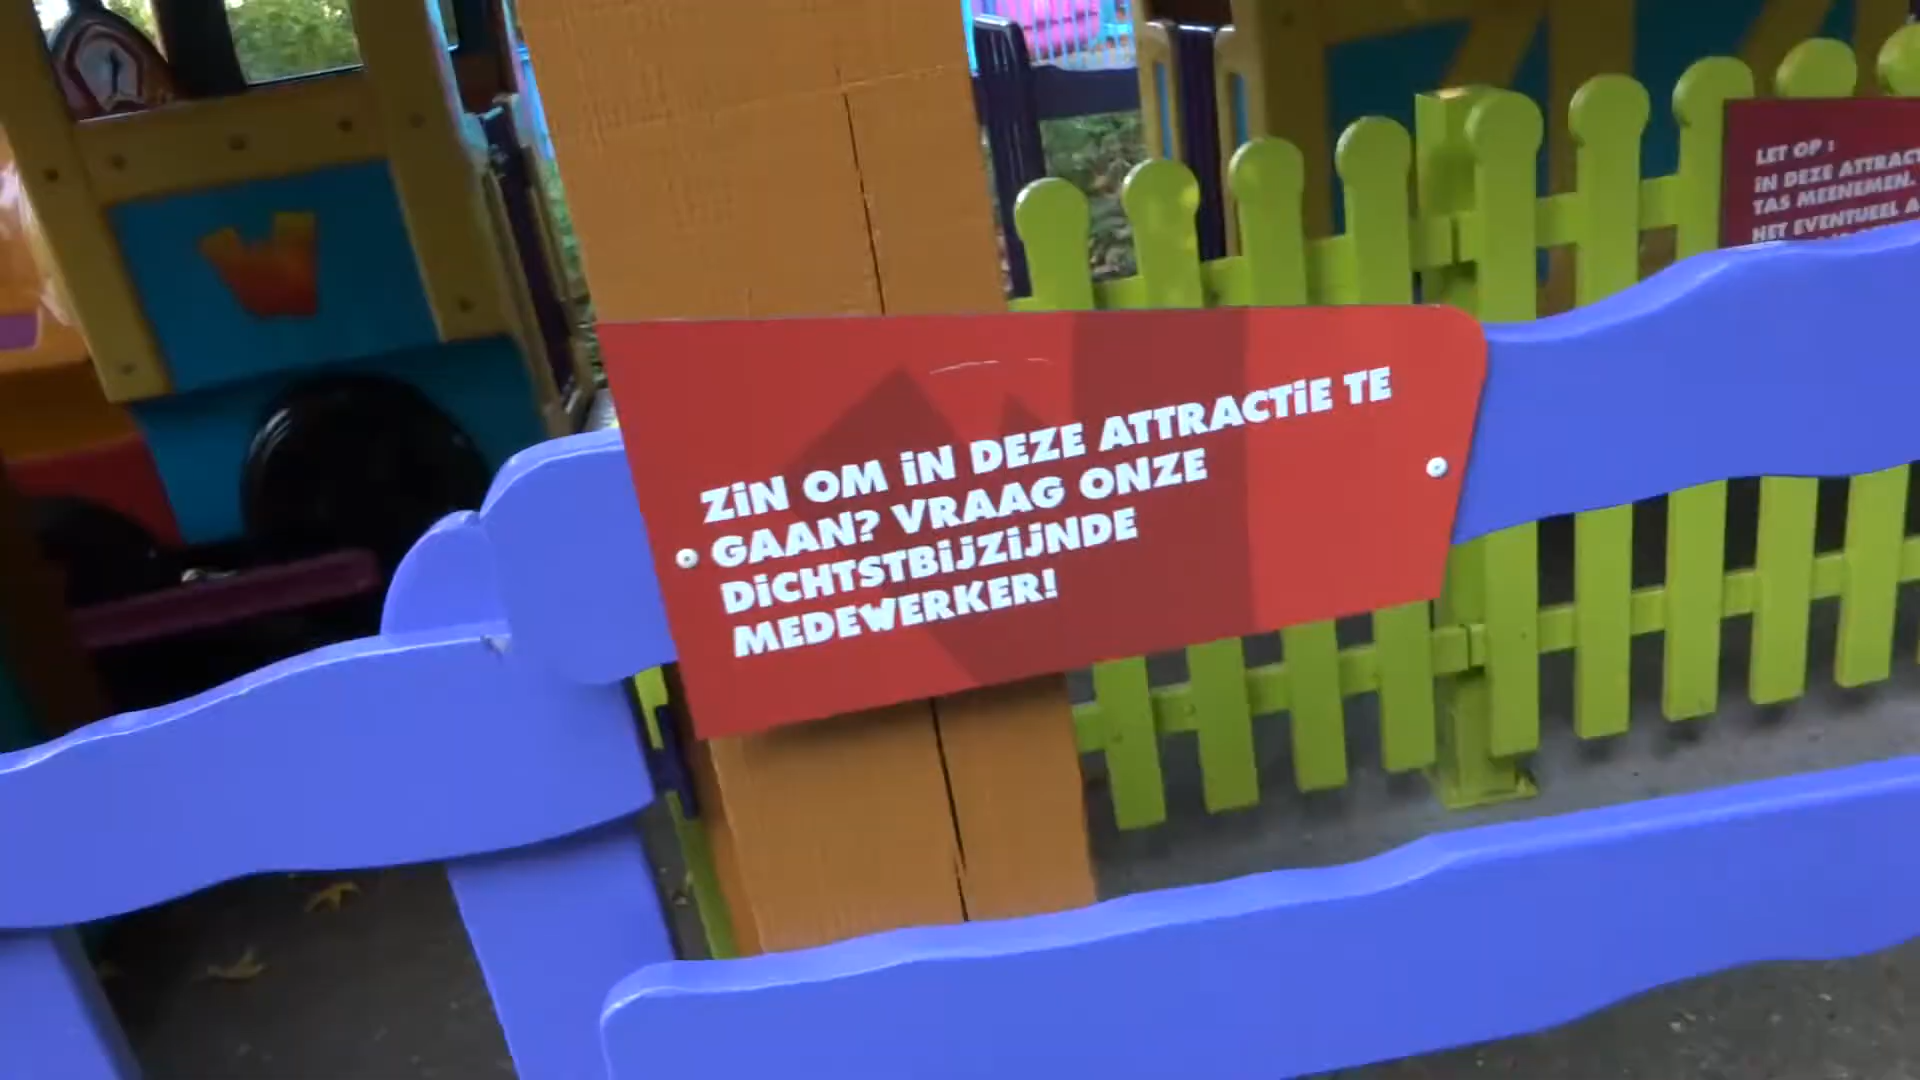 ZiN OM iN DEZE ATTRACTiE TE
GAAN? VRAAG ONZE
DiCHTSTBijZijNDE
MEDEWERKER!
LET OP :
iN DEZE
TAS MEENEMEN.
HET EVENTUEEL